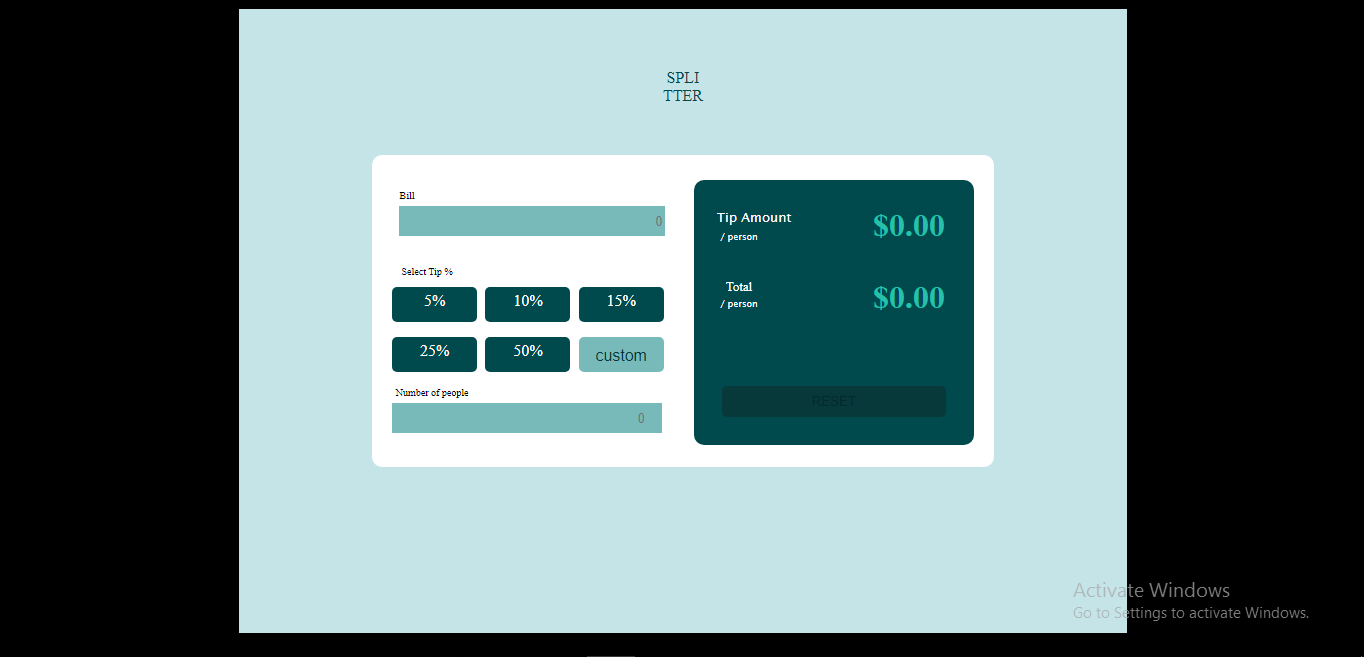 SPLI
TTER
Bill
0
Select Tip %
5% 10% 15%
25% 50% custom
Number of people
0
Tip Amount
/ person
$0.00
Total
/ person
$0.00
RESET
Activate Windows
Go to Settings to activate Windows.